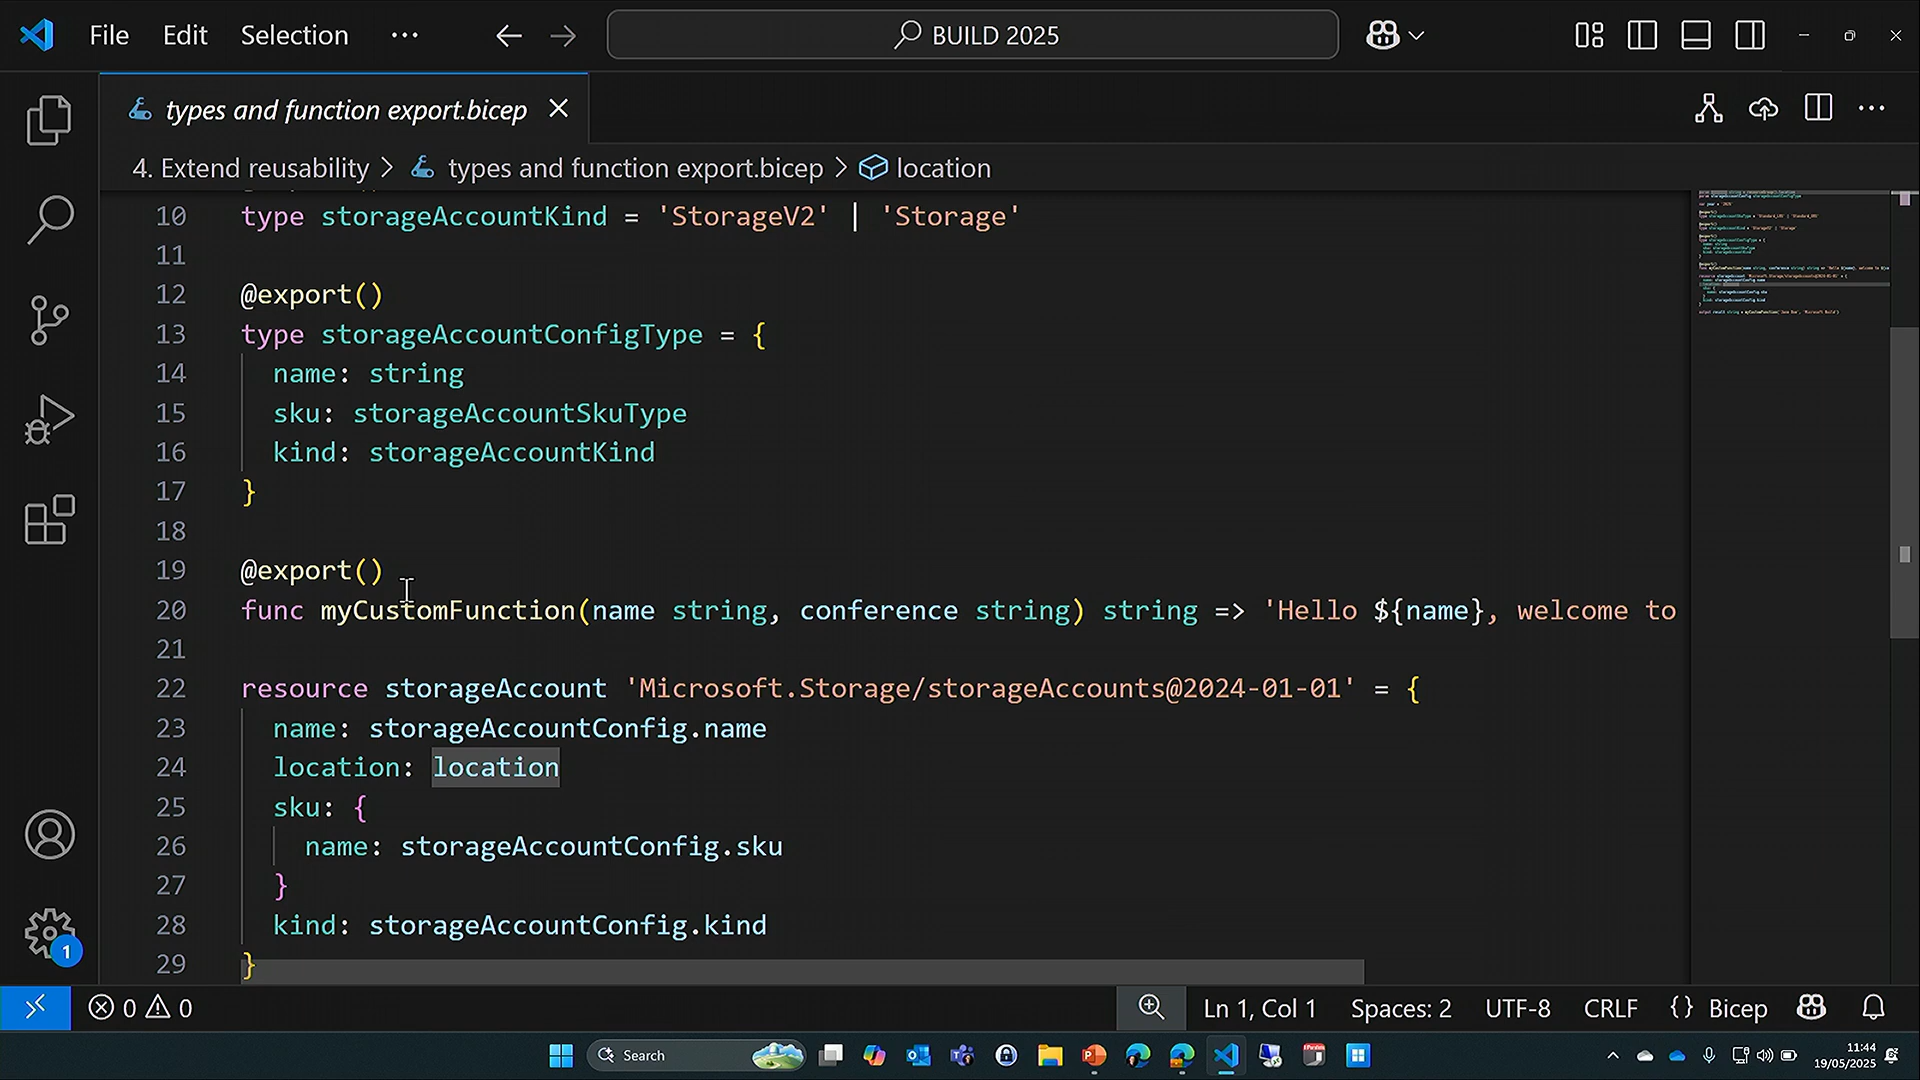 File Edit Selection ··· BUILD 2025
types and function export.bicep
4. Extend reusability > types and function export.bicep > location
10 type storageAccountKind = 'StorageV2' | 'Storage'
11
12 @export()
13 type storageAccountConfigType = {
14 name: string
15 sku: storageAccountSkuType
16 kind: storageAccountKind
17 }
18
19 @export()
20 func myCustomFunction(name string, conference string) string => 'Hello ${name}, welcome to
21
22 resource storageAccount 'Microsoft.Storage/storageAccounts@2024-01-01' = {
23 name: storageAccountConfig.name
24 location: location
25 sku: {
26 name: storageAccountConfig.sku
27 }
28 kind: storageAccountConfig.kind
29 }
1
0 0 Ln 1, Col 1 Spaces: 2 UTF-8 CRLF {} Bicep
Search
11:44
19/05/2025